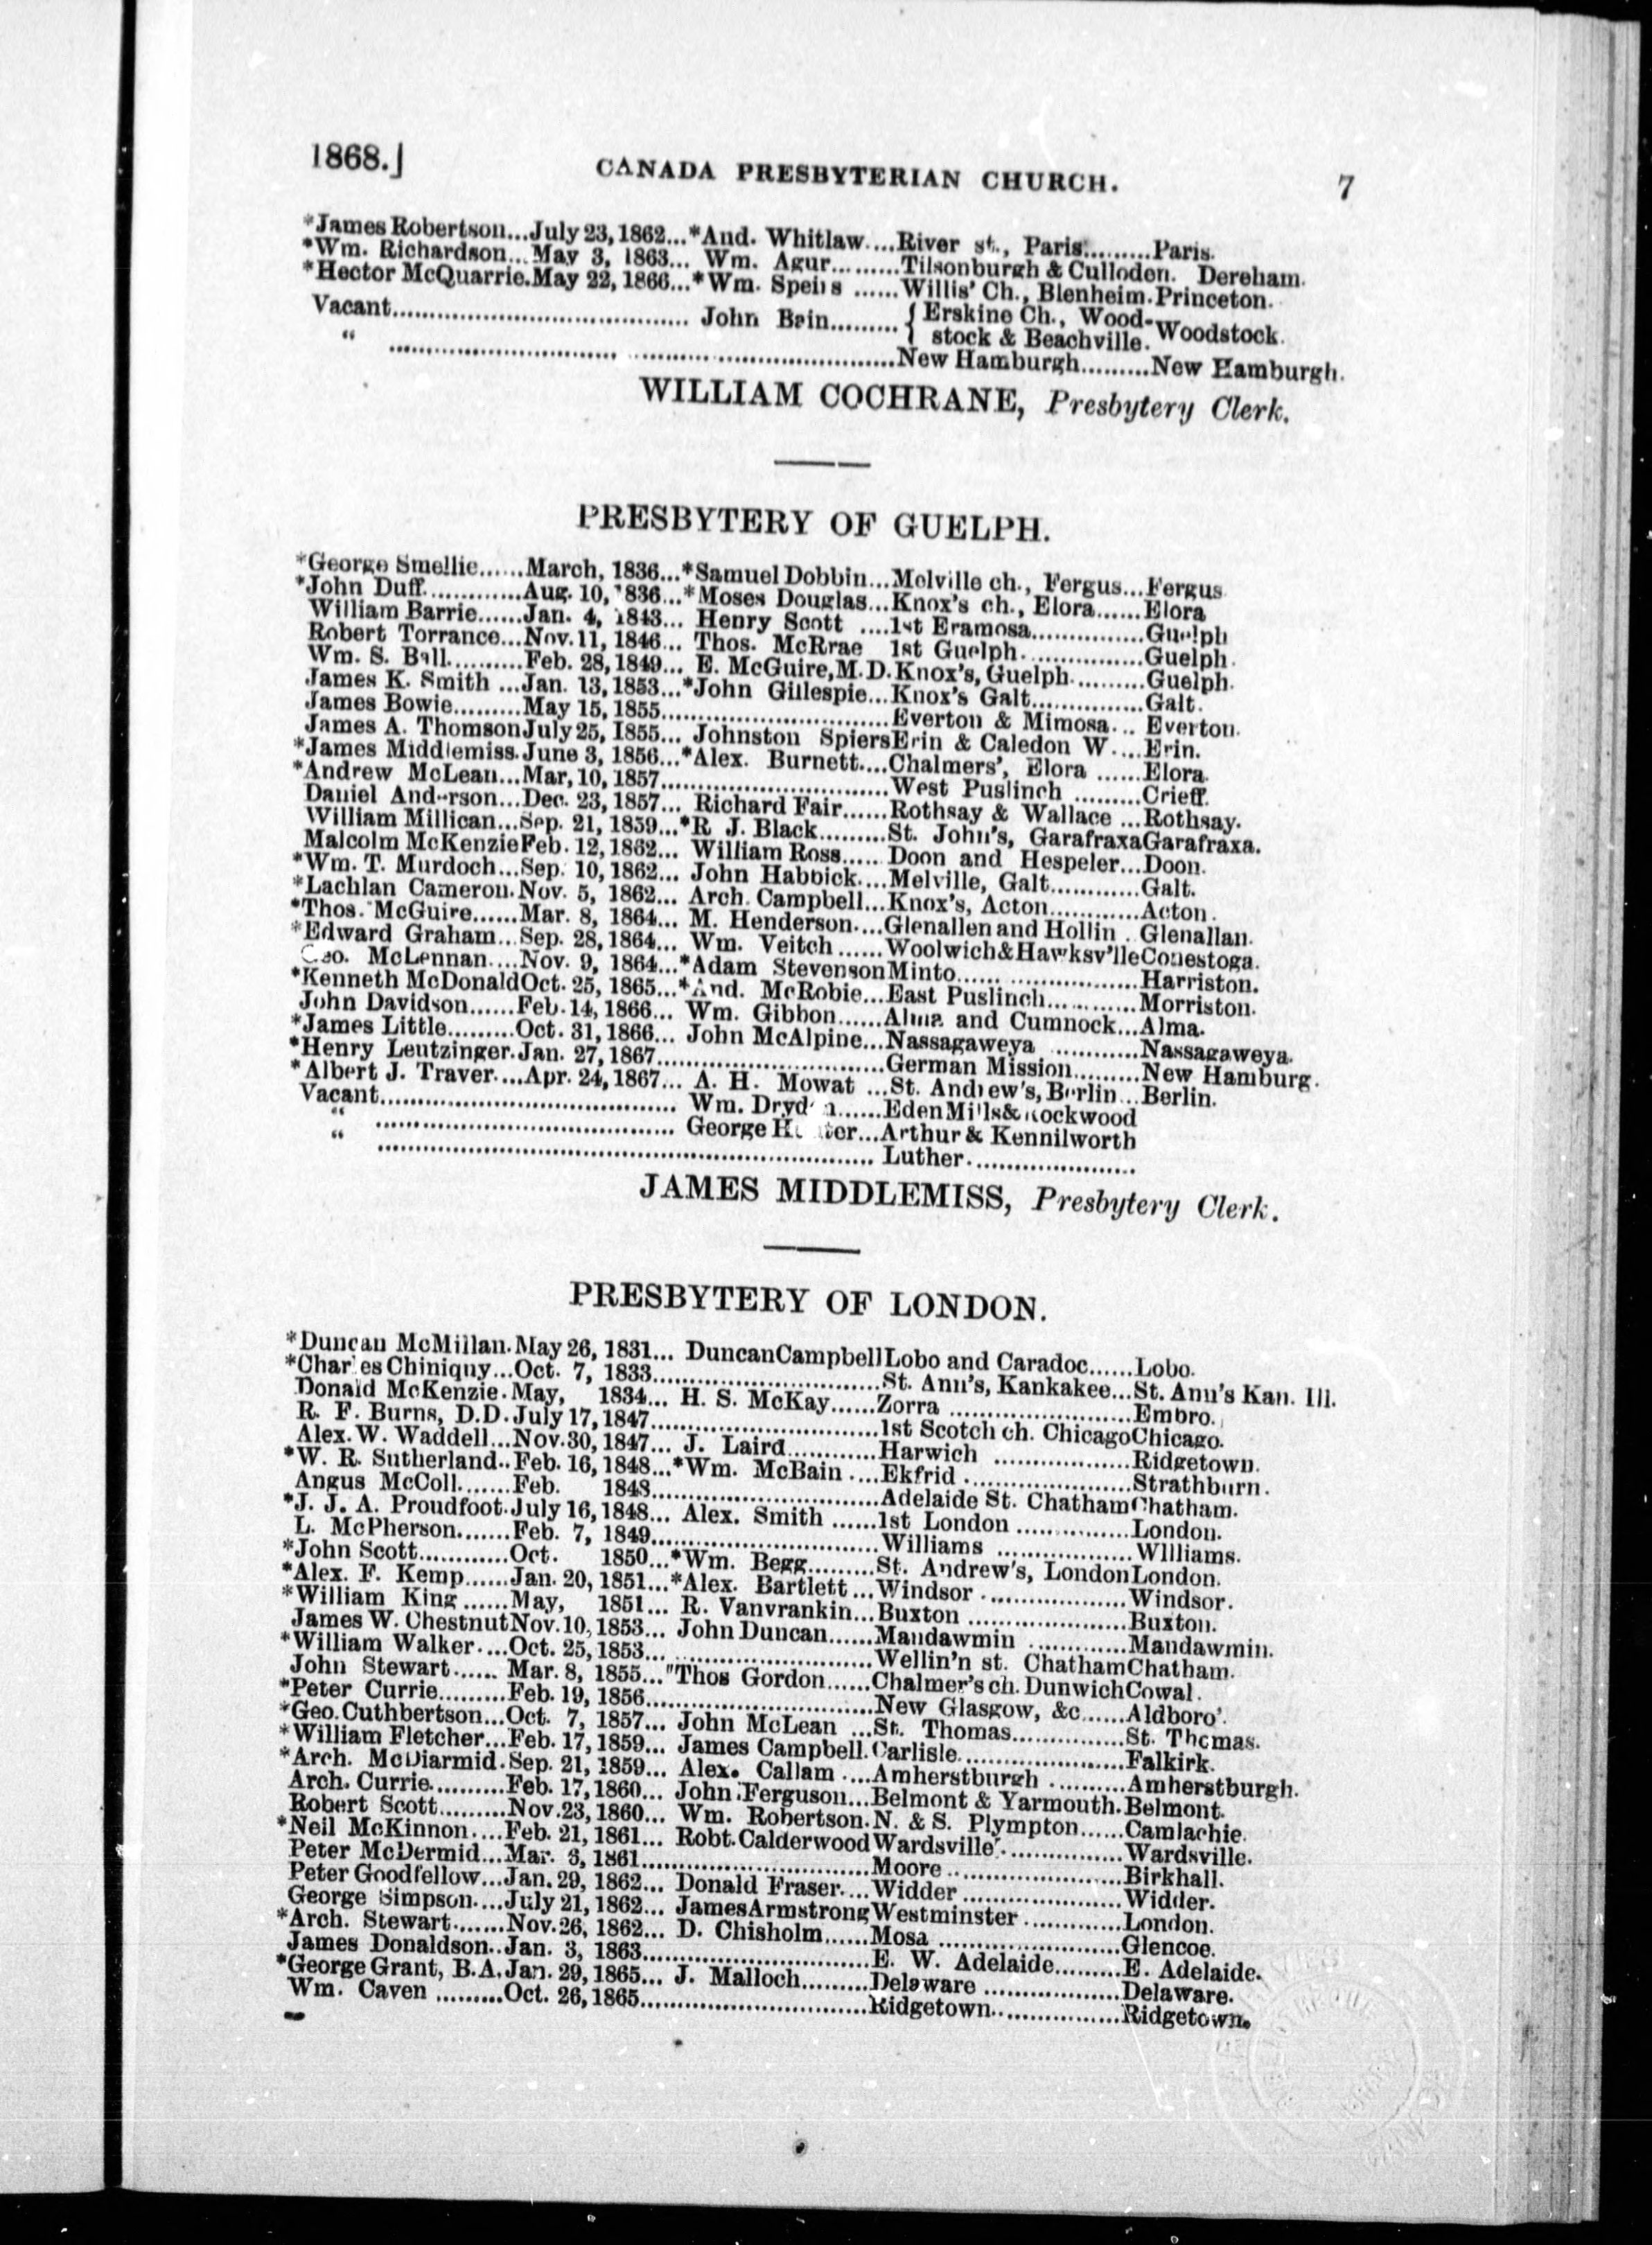 1868.]
CANADA PRESBYTERIAN CHURCH.
7
*James Robertson...July 23, 1862...*And. Whitlaw....River st., Paris.........Paris.
*Wm. Richardson...May 3, 1863... Wm. Agur.........Tilsonburgh & Culloden. Dereham.
*Hector McQuarrie.May 22, 1866...*Wm. Speirs ......Willis' Ch., Blenheim.Princeton.
Vacant..................................... John Bain.........{ Erskine Ch., Wood-
stock & Beachville. Woodstock.
“ ..............................................................New Hamburgh.........New Hamburgh.
WILLIAM COCHRANE, Presbytery Clerk.
PRESBYTERY OF GUELPH.
*George Smellie......March, 1836...*Samuel Dobbin...Melville ch., Fergus...Fergus
*John Duff............Aug. 10, 1836...*Moses Douglas...Knox's ch., Elora......Elora
William Barrie......Jan. 4, 1843... Henry Scott ....1st Eramosa...............Guelph
Robert Torrance...Nov. 11, 1846... Thos. McRae 1st Guelph................Guelph.
Wm. S. Ball..........Feb. 28, 1849... E. McGuire, M.D. Knox's, Guelph..........Guelph.
James K. Smith ...Jan. 13, 1853...*John Gillespie...Knox's Galt...............Galt.
James Bowie.........May 15, 1855..............................Everton & Mimosa... Everton.
James A. Thomson July 25, 1855... Johnston Spiers Erin & Caledon W....Erin.
*James Middlemiss.June 3, 1856...*Alex. Burnett....Chalmers', Elora ......Elora.
*Andrew McLean...Mar, 10, 1857..............................West Puslinch .........Crieff.
Daniel Anderson...Dec. 23, 1857... Richard Fair......Rothsay & Wallace ...Rothsay.
William Millican...Sep. 21, 1859...*R J. Black.........St. John's, Garafraxa Garafraxa.
Malcolm McKenzie Feb. 12, 1862... William Ross......Doon and Hespeler...Doon.
*Wm. T. Murdoch...Sep. 10, 1862... John Habbick....Melville, Galt............Galt.
*Lachlan Cameron.Nov. 5, 1862... Arch. Campbell...Knox's, Acton............Acton.
*Thos. McGuire......Mar. 8, 1864... M. Henderson....Glenallen and Hollin . Glenallan.
*Edward Graham...Sep. 28, 1864... Wm. Veitch ......Woolwich & Hawksv'lle Conestoga.
Geo. McLennan....Nov. 9, 1864...*Adam Stevenson Minto........................Harriston.
*Kenneth McDonald Oct. 25, 1865...*And. McRobie...East Puslinch............Morriston.
John Davidson......Feb. 14, 1866... Wm. Gibbon......Alma and Cumnock...Alma.
*James Little.........Oct. 31, 1866... John McAlpine...Nassagaweya ............Nassagaweya.
*Henry Leutzinger.Jan. 27, 1867..............................German Mission.........New Hamburg.
*Albert J. Traver....Apr. 24, 1867... A. H. Mowat ...St. Andrew's, Berlin...Berlin.
Vacant..................................... Wm. Dryden......Eden Mills & Rockwood
“ ..................................... George Hunter...Arthur & Kennilworth
“ .............................................................. Luther.....................
JAMES MIDDLEMISS, Presbytery Clerk.
PRESBYTERY OF LONDON.
*Duncan McMillan.May 26, 1831... Duncan Campbell Lobo and Caradoc......Lobo.
*Charles Chiniquy...Oct. 7, 1833..............................St. Ann's, Kankakee...St. Ann's Kan. Ill.
Donald McKenzie.May, 1834... H. S. McKay......Zorra ........................Embro.
R. F. Burns, D.D.July 17, 1847..............................1st Scotch ch. Chicago Chicago.
Alex. W. Waddell...Nov. 30, 1847... J. Laird............Harwich ..................Ridgetown.
*W. R. Sutherland..Feb. 16, 1848...*Wm. McBain ....Ekfrid ......................Strathburn.
Angus McColl.......Feb. 1848..............................Adelaide St. Chatham Chatham.
*J. J. A. Proudfoot.July 16, 1848... Alex. Smith ......1st London ...............London.
L. McPherson.......Feb. 7, 1849..............................Williams ..................Williams.
*John Scott............Oct. 1850...*Wm. Begg.........St. Andrew's, London London.
*Alex. F. Kemp......Jan. 20, 1851...*Alex. Bartlett...Windsor ...................Windsor.
*William King ......May, 1851... R. Vanvrankin...Buxton .....................Buxton.
James W. Chestnut Nov. 10, 1853... John Duncan......Mandawmin .............Mandawmin.
*William Walker....Oct. 25, 1853..............................Wellin'n st. Chatham Chatham.
John Stewart...... Mar. 8, 1855..."Thos Gordon......Chalmer's ch. Dunwich Cowal.
*Peter Currie.........Feb. 19, 1856..............................New Glasgow, &c......Aldboro'.
*Geo. Cuthbertson...Oct. 7, 1857... John McLean ...St. Thomas...............St. Thomas.
*William Fletcher...Feb. 17, 1859... James Campbell.Carlisle.....................Falkirk.
*Arch. McDiarmid.Sep. 21, 1859... Alex. Callam ....Amherstburgh ..........Amherstburgh.
Arch. Currie..........Feb. 17, 1860... John Ferguson...Belmont & Yarmouth.Belmont.
Robert Scott.........Nov. 23, 1860... Wm. Robertson.N. & S. Plympton......Camlachie.
*Neil McKinnon....Feb. 21, 1861... Robt. Calderwood Wardsville................Wardsville.
Peter McDermid...Mar. 6, 1861..............................Moore........................Birkhall.
Peter Goodfellow...Jan. 29, 1862... Donald Fraser....Widder .....................Widder.
George Simpson....July 21, 1862... James Armstrong Westminster.............London.
*Arch. Stewart.......Nov. 26, 1862... D. Chisholm......Mosa ........................Glencoe.
James Donaldson..Jan. 3, 1863..............................E. W. Adelaide.........E. Adelaide.
*George Grant, B.A, Jan. 29, 1865... J. Malloch.........Delaware ..................Delaware.
Wm. Caven .........Oct. 26, 1865..............................Ridgetown.................Ridgetown.